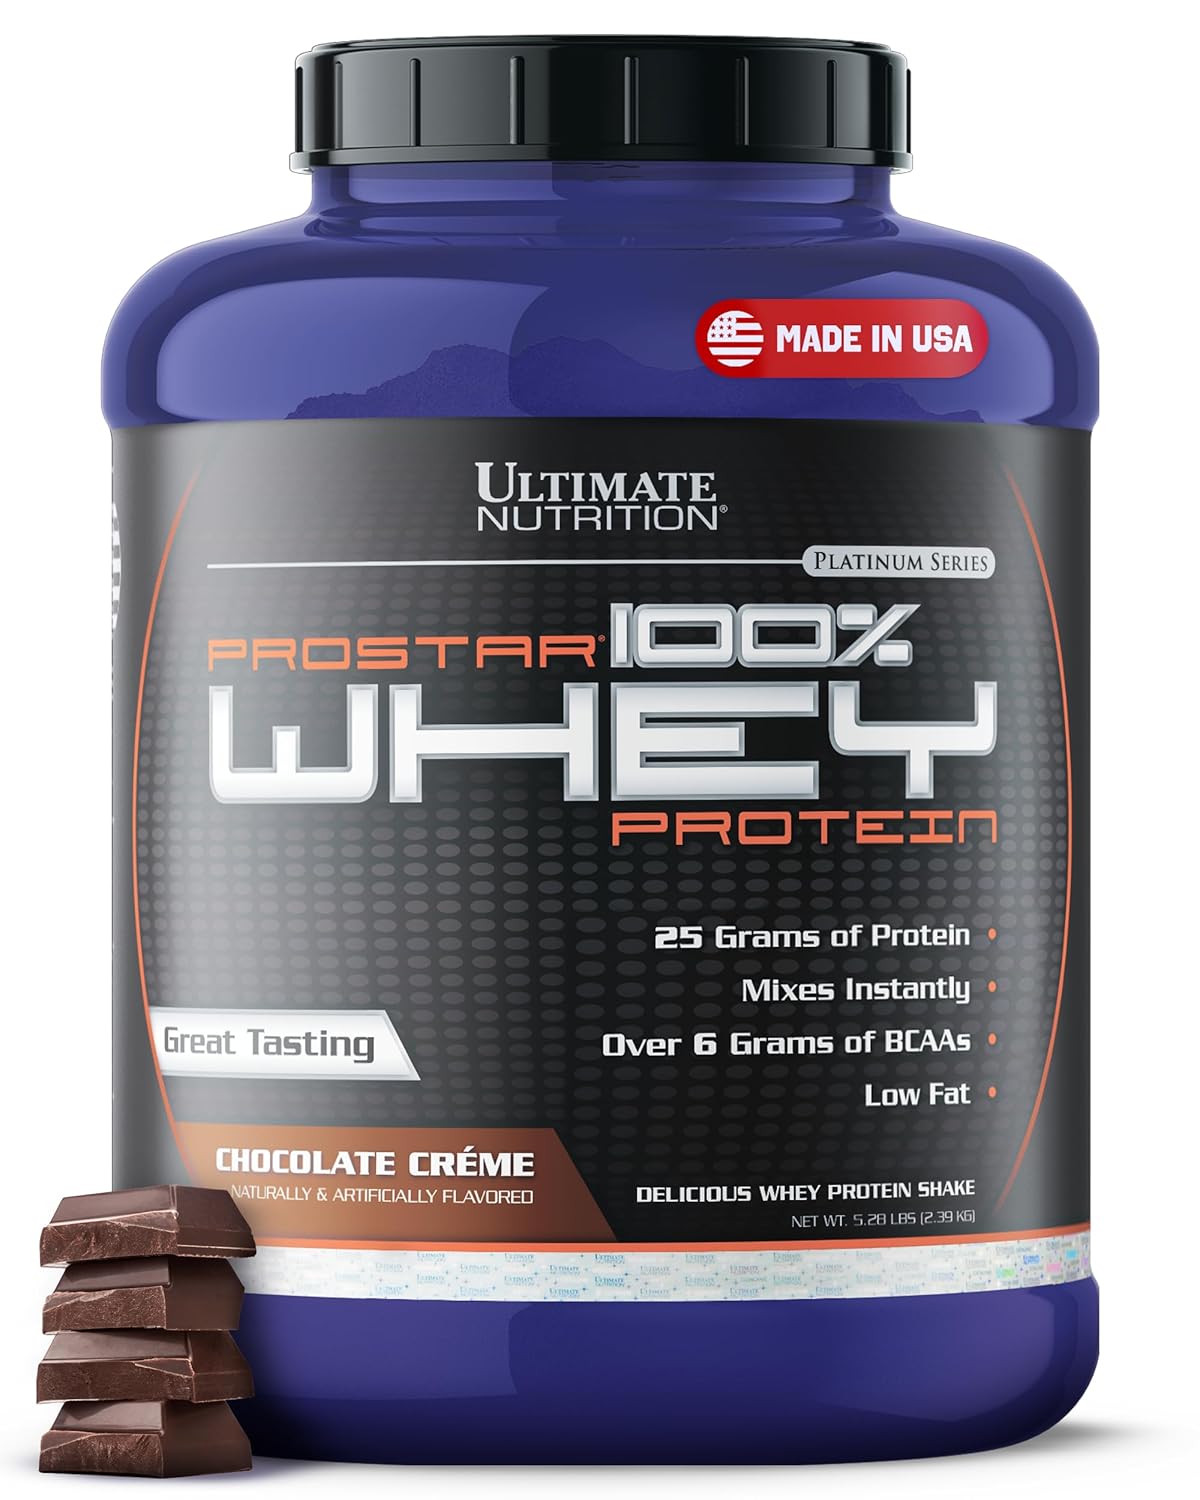 MADE IN USA
ULTIMATE
NUTRITION®
PLATINUM SERIES
PROSTAR® 100%
WHEY
PROTEIN
25 Grams of Protein •
Mixes Instantly •
Over 6 Grams of BCAAs •
Low Fat •
Great Tasting
CHOCOLATE CRÉME
NATURALLY & ARTIFICIALLY FLAVORED
DELICIOUS WHEY PROTEIN SHAKE
NET WT. 5.28 LBS (2.39 KG)